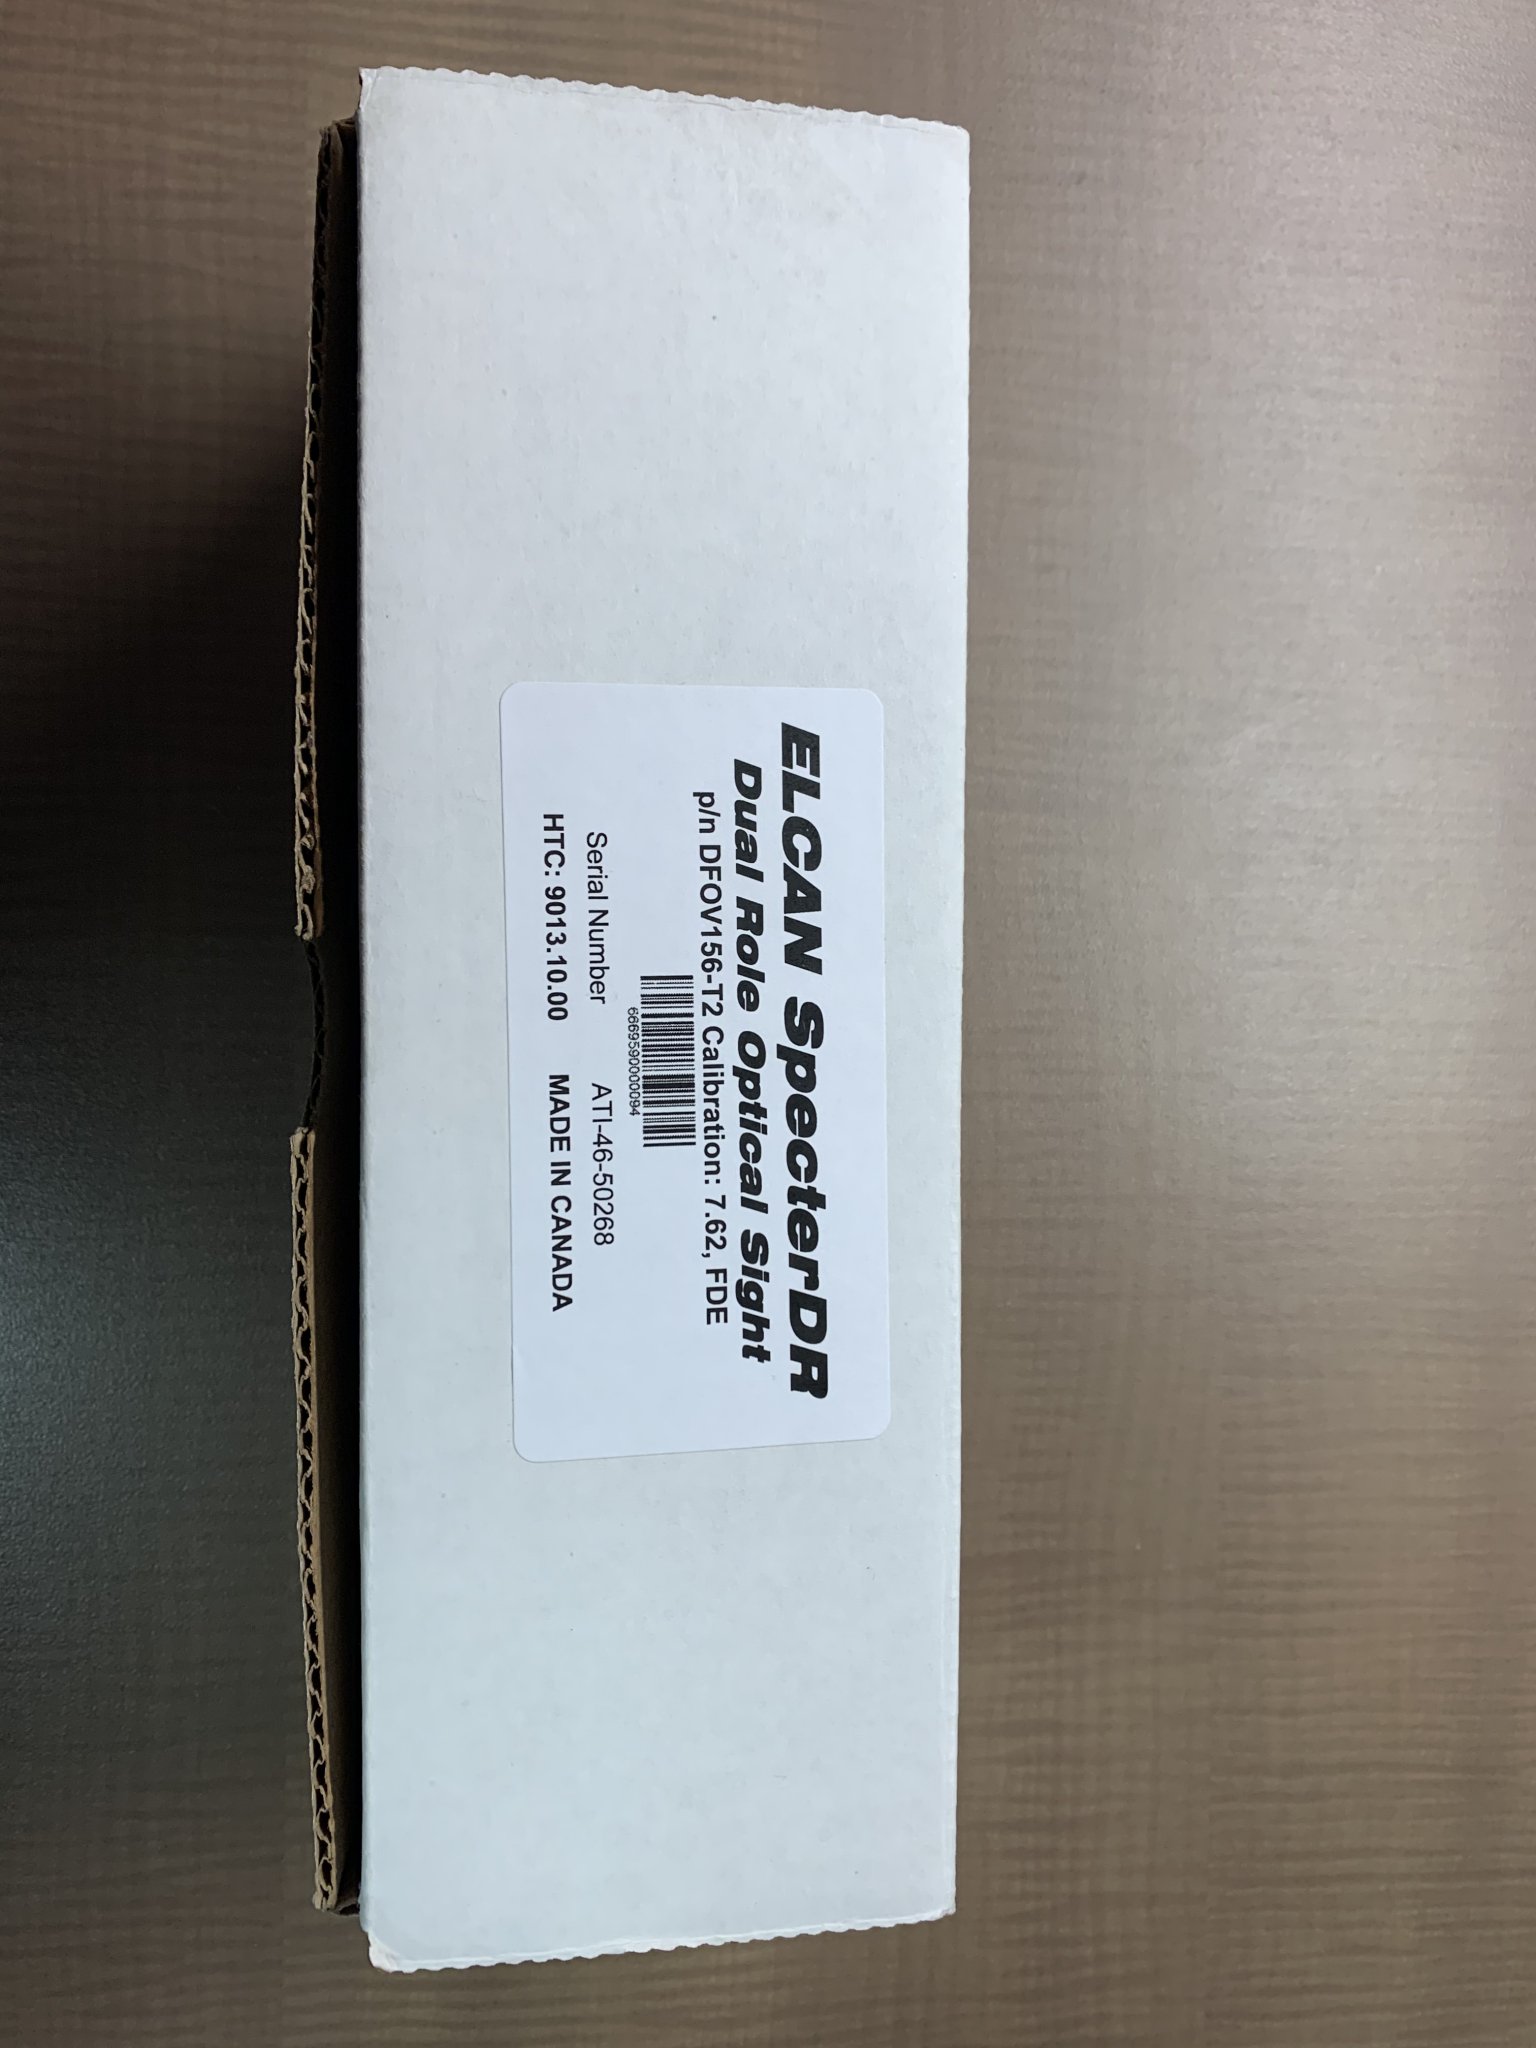 ELCAN SpecterDR
Dual Role Optical Sight
p/n DFOV156-T2 Calibration: 7.62, FDE
6669590000094
Serial Number ATI-46-50268
HTC: 9013.10.00 MADE IN CANADA